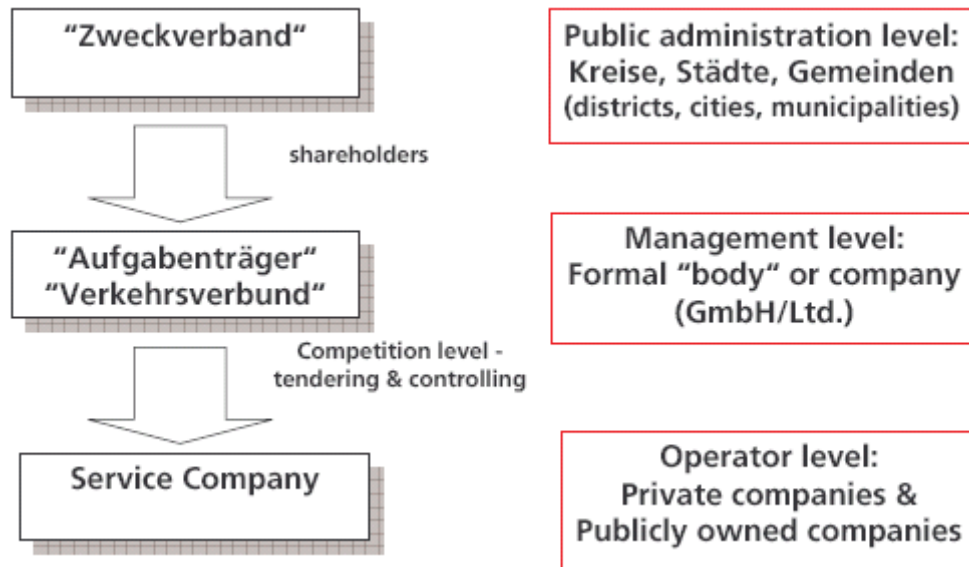 “Zweckverband“
Public administration level:
Kreise, Städte, Gemeinden
(districts, cities, municipalities)
shareholders
“Aufgabenträger“
“Verkehrsverbund“
Management level:
Formal “body“ or company
(GmbH/Ltd.)
Competition level -
tendering & controlling
Service Company
Operator level:
Private companies &
Publicly owned companies